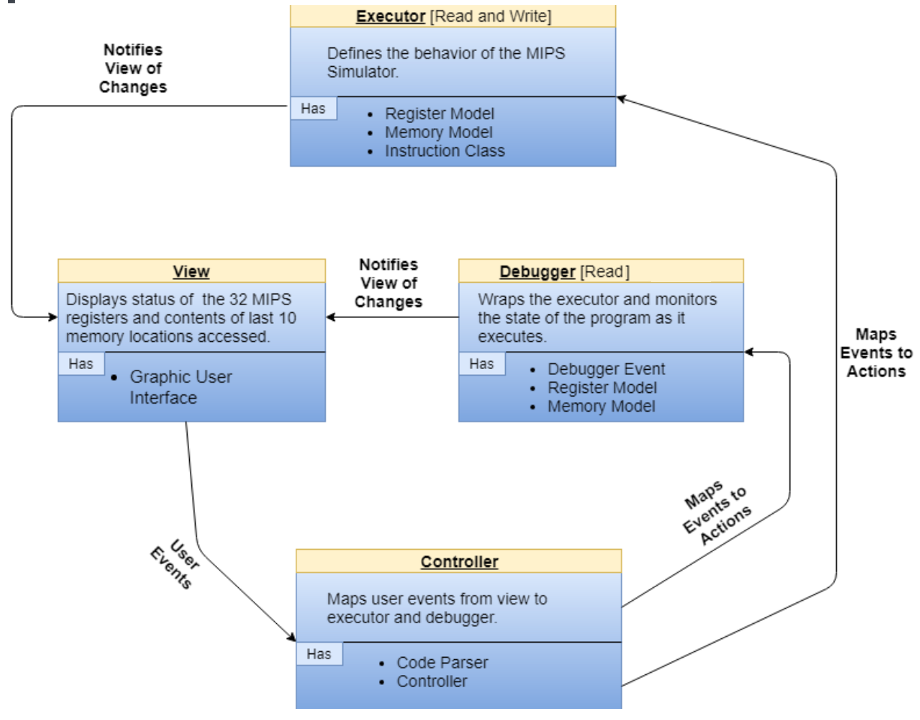 Executor [Read and Write]
Defines the behavior of the MIPS
Simulator.
Has
• Register Model
• Memory Model
• Instruction Class
Notifies
View of
Changes
View
Displays status of the 32 MIPS
registers and contents of last 10
memory locations accessed.
Has
• Graphic User
Interface
Notifies
View of
Changes
Debugger [Read]
Wraps the executor and monitors
the state of the program as it
executes.
Has
• Debugger Event
• Register Model
• Memory Model
Maps
Events to
Actions
Maps
Events to
Actions
User
Events
Controller
Maps user events from view to
executor and debugger.
Has
• Code Parser
• Controller